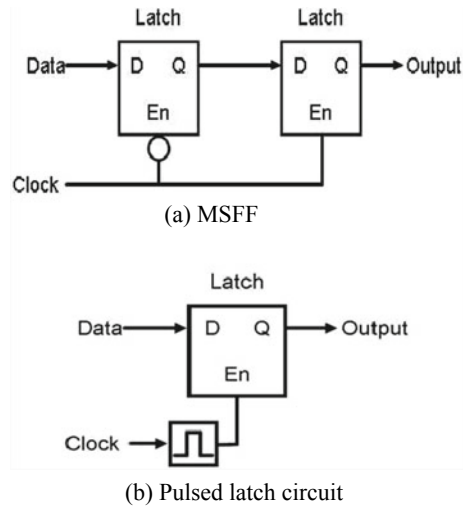 Latch Latch
Data D Q D Q Output
En En
Clock
(a) MSFF
Latch
Data D Q Output
En
Clock
(b) Pulsed latch circuit